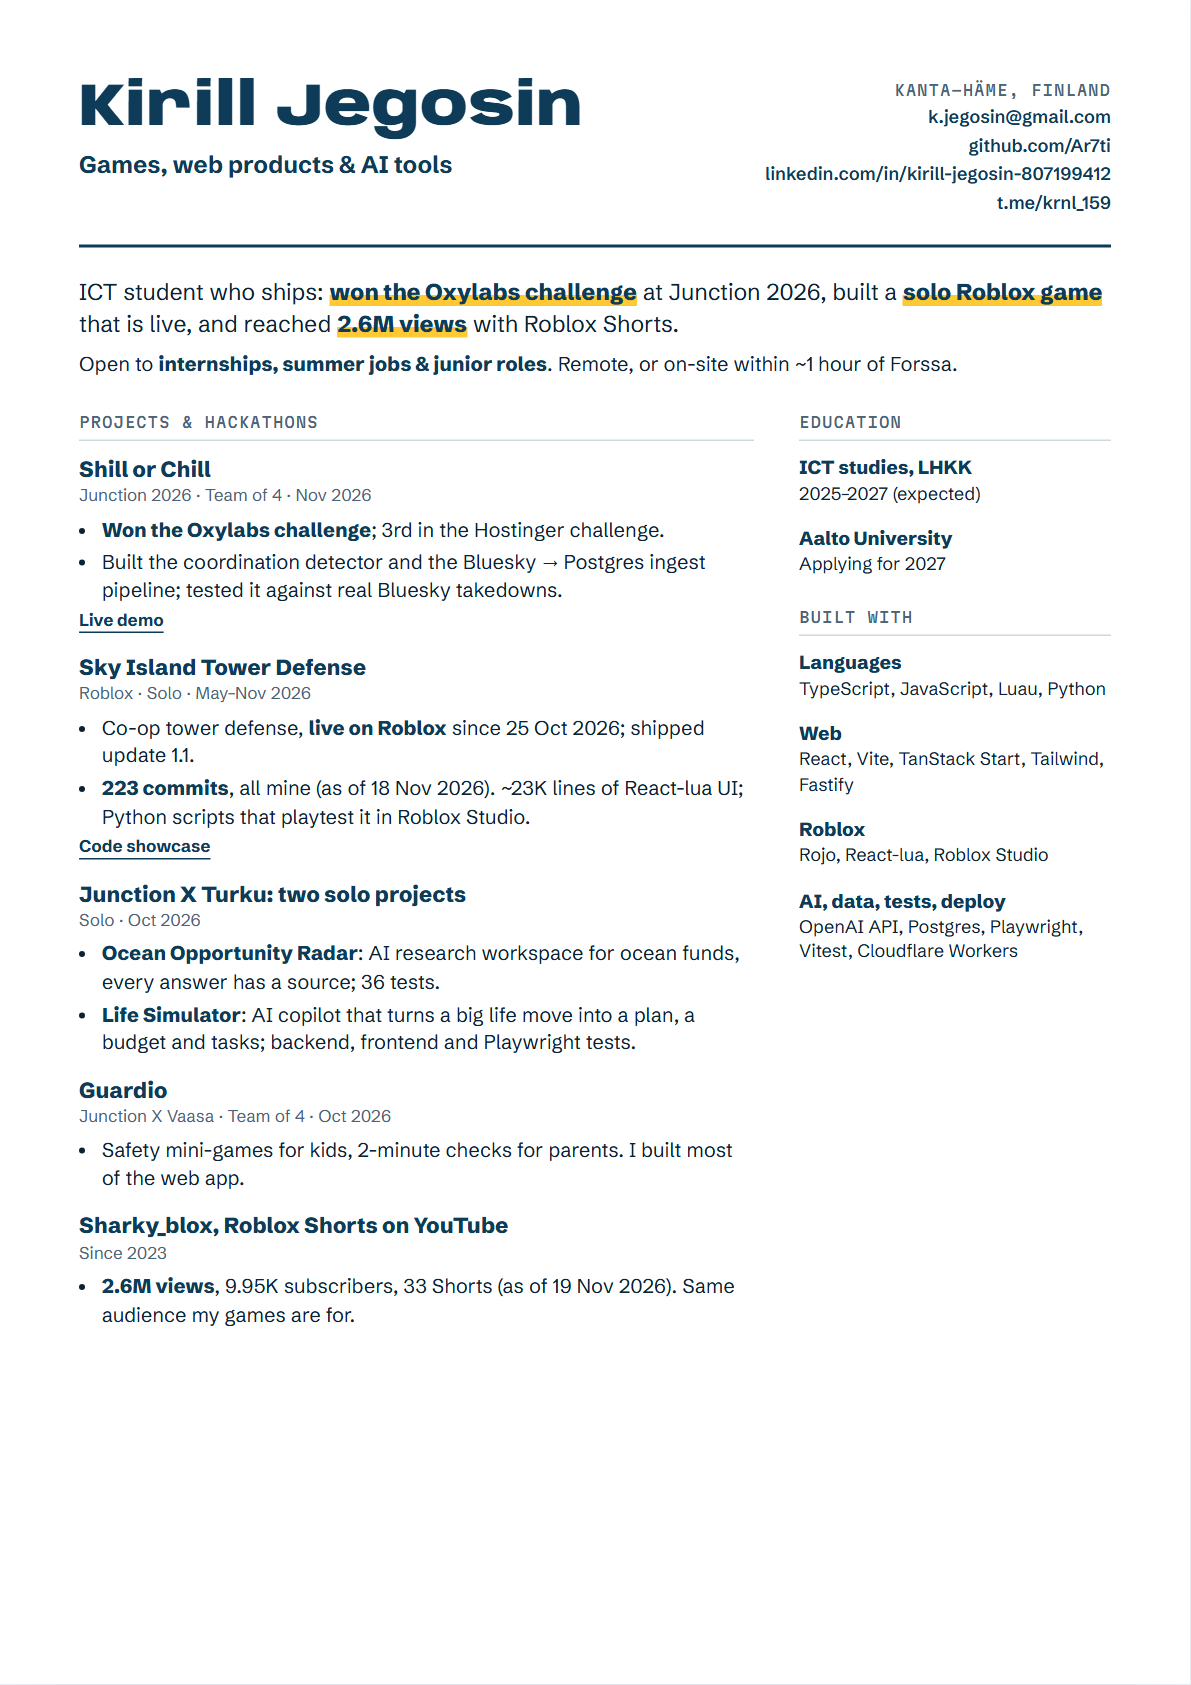 Kirill Jegosin
Games, web products & AI tools
KANTA-HÄME, FINLAND
k.jegosin@gmail.com
github.com/Ar7ti
linkedin.com/in/kirill-jegosin-807199412
t.me/krnl_159
ICT student who ships: won the Oxylabs challenge at Junction 2026, built a solo Roblox game
that is live, and reached 2.6M views with Roblox Shorts.
Open to internships, summer jobs & junior roles. Remote, or on-site within ~1 hour of Forssa.
PROJECTS & HACKATHONS
Shill or Chill
Junction 2026 · Team of 4 · Nov 2026
• Won the Oxylabs challenge; 3rd in the Hostinger challenge.
• Built the coordination detector and the Bluesky → Postgres ingest
pipeline; tested it against real Bluesky takedowns.
Live demo
Sky Island Tower Defense
Roblox · Solo · May–Nov 2026
• Co-op tower defense, live on Roblox since 25 Oct 2026; shipped
update 1.1.
• 223 commits, all mine (as of 18 Nov 2026). ~23K lines of React-lua UI;
Python scripts that playtest it in Roblox Studio.
Code showcase
Junction X Turku: two solo projects
Solo · Oct 2026
• Ocean Opportunity Radar: AI research workspace for ocean funds,
every answer has a source; 36 tests.
• Life Simulator: AI copilot that turns a big life move into a plan, a
budget and tasks; backend, frontend and Playwright tests.
Guardio
Junction X Vaasa · Team of 4 · Oct 2026
• Safety mini-games for kids, 2-minute checks for parents. I built most
of the web app.
Sharky_blox, Roblox Shorts on YouTube
Since 2023
• 2.6M views, 9.95K subscribers, 33 Shorts (as of 19 Nov 2026). Same
audience my games are for.
EDUCATION
ICT studies, LHKK
2025–2027 (expected)
Aalto University
Applying for 2027
BUILT WITH
Languages
TypeScript, JavaScript, Luau, Python
Web
React, Vite, TanStack Start, Tailwind,
Fastify
Roblox
Rojo, React-lua, Roblox Studio
AI, data, tests, deploy
OpenAI API, Postgres, Playwright,
Vitest, Cloudflare Workers